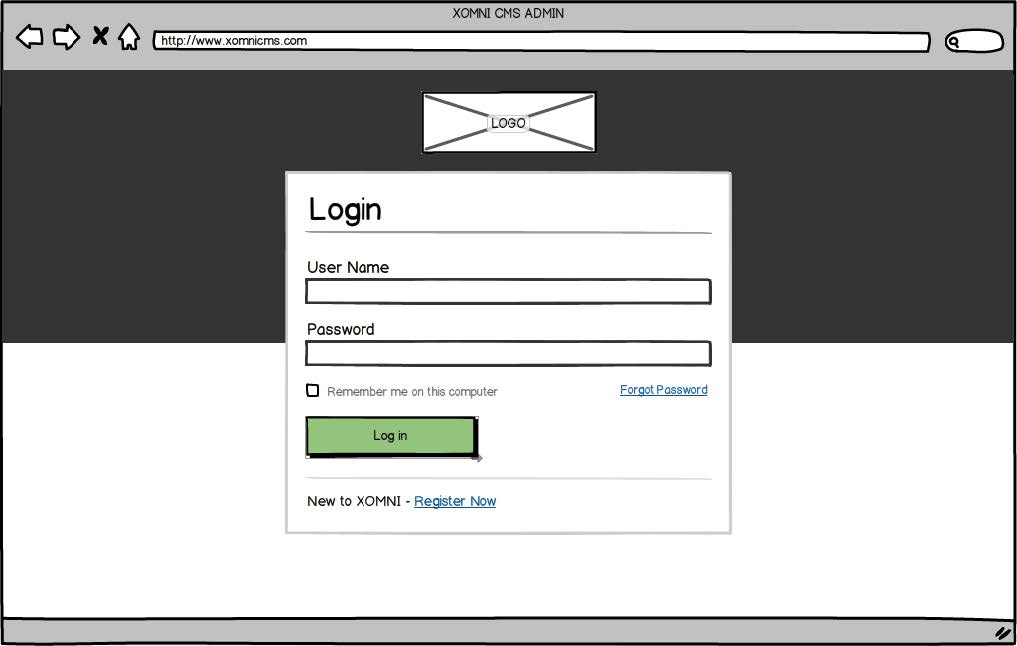 XOMNI CMS ADMIN
http://www.xomnicms.com
LOGO
Login
User Name
Password
Remember me on this computer
Forgot Password
Log in
New to XOMNI - Register Now